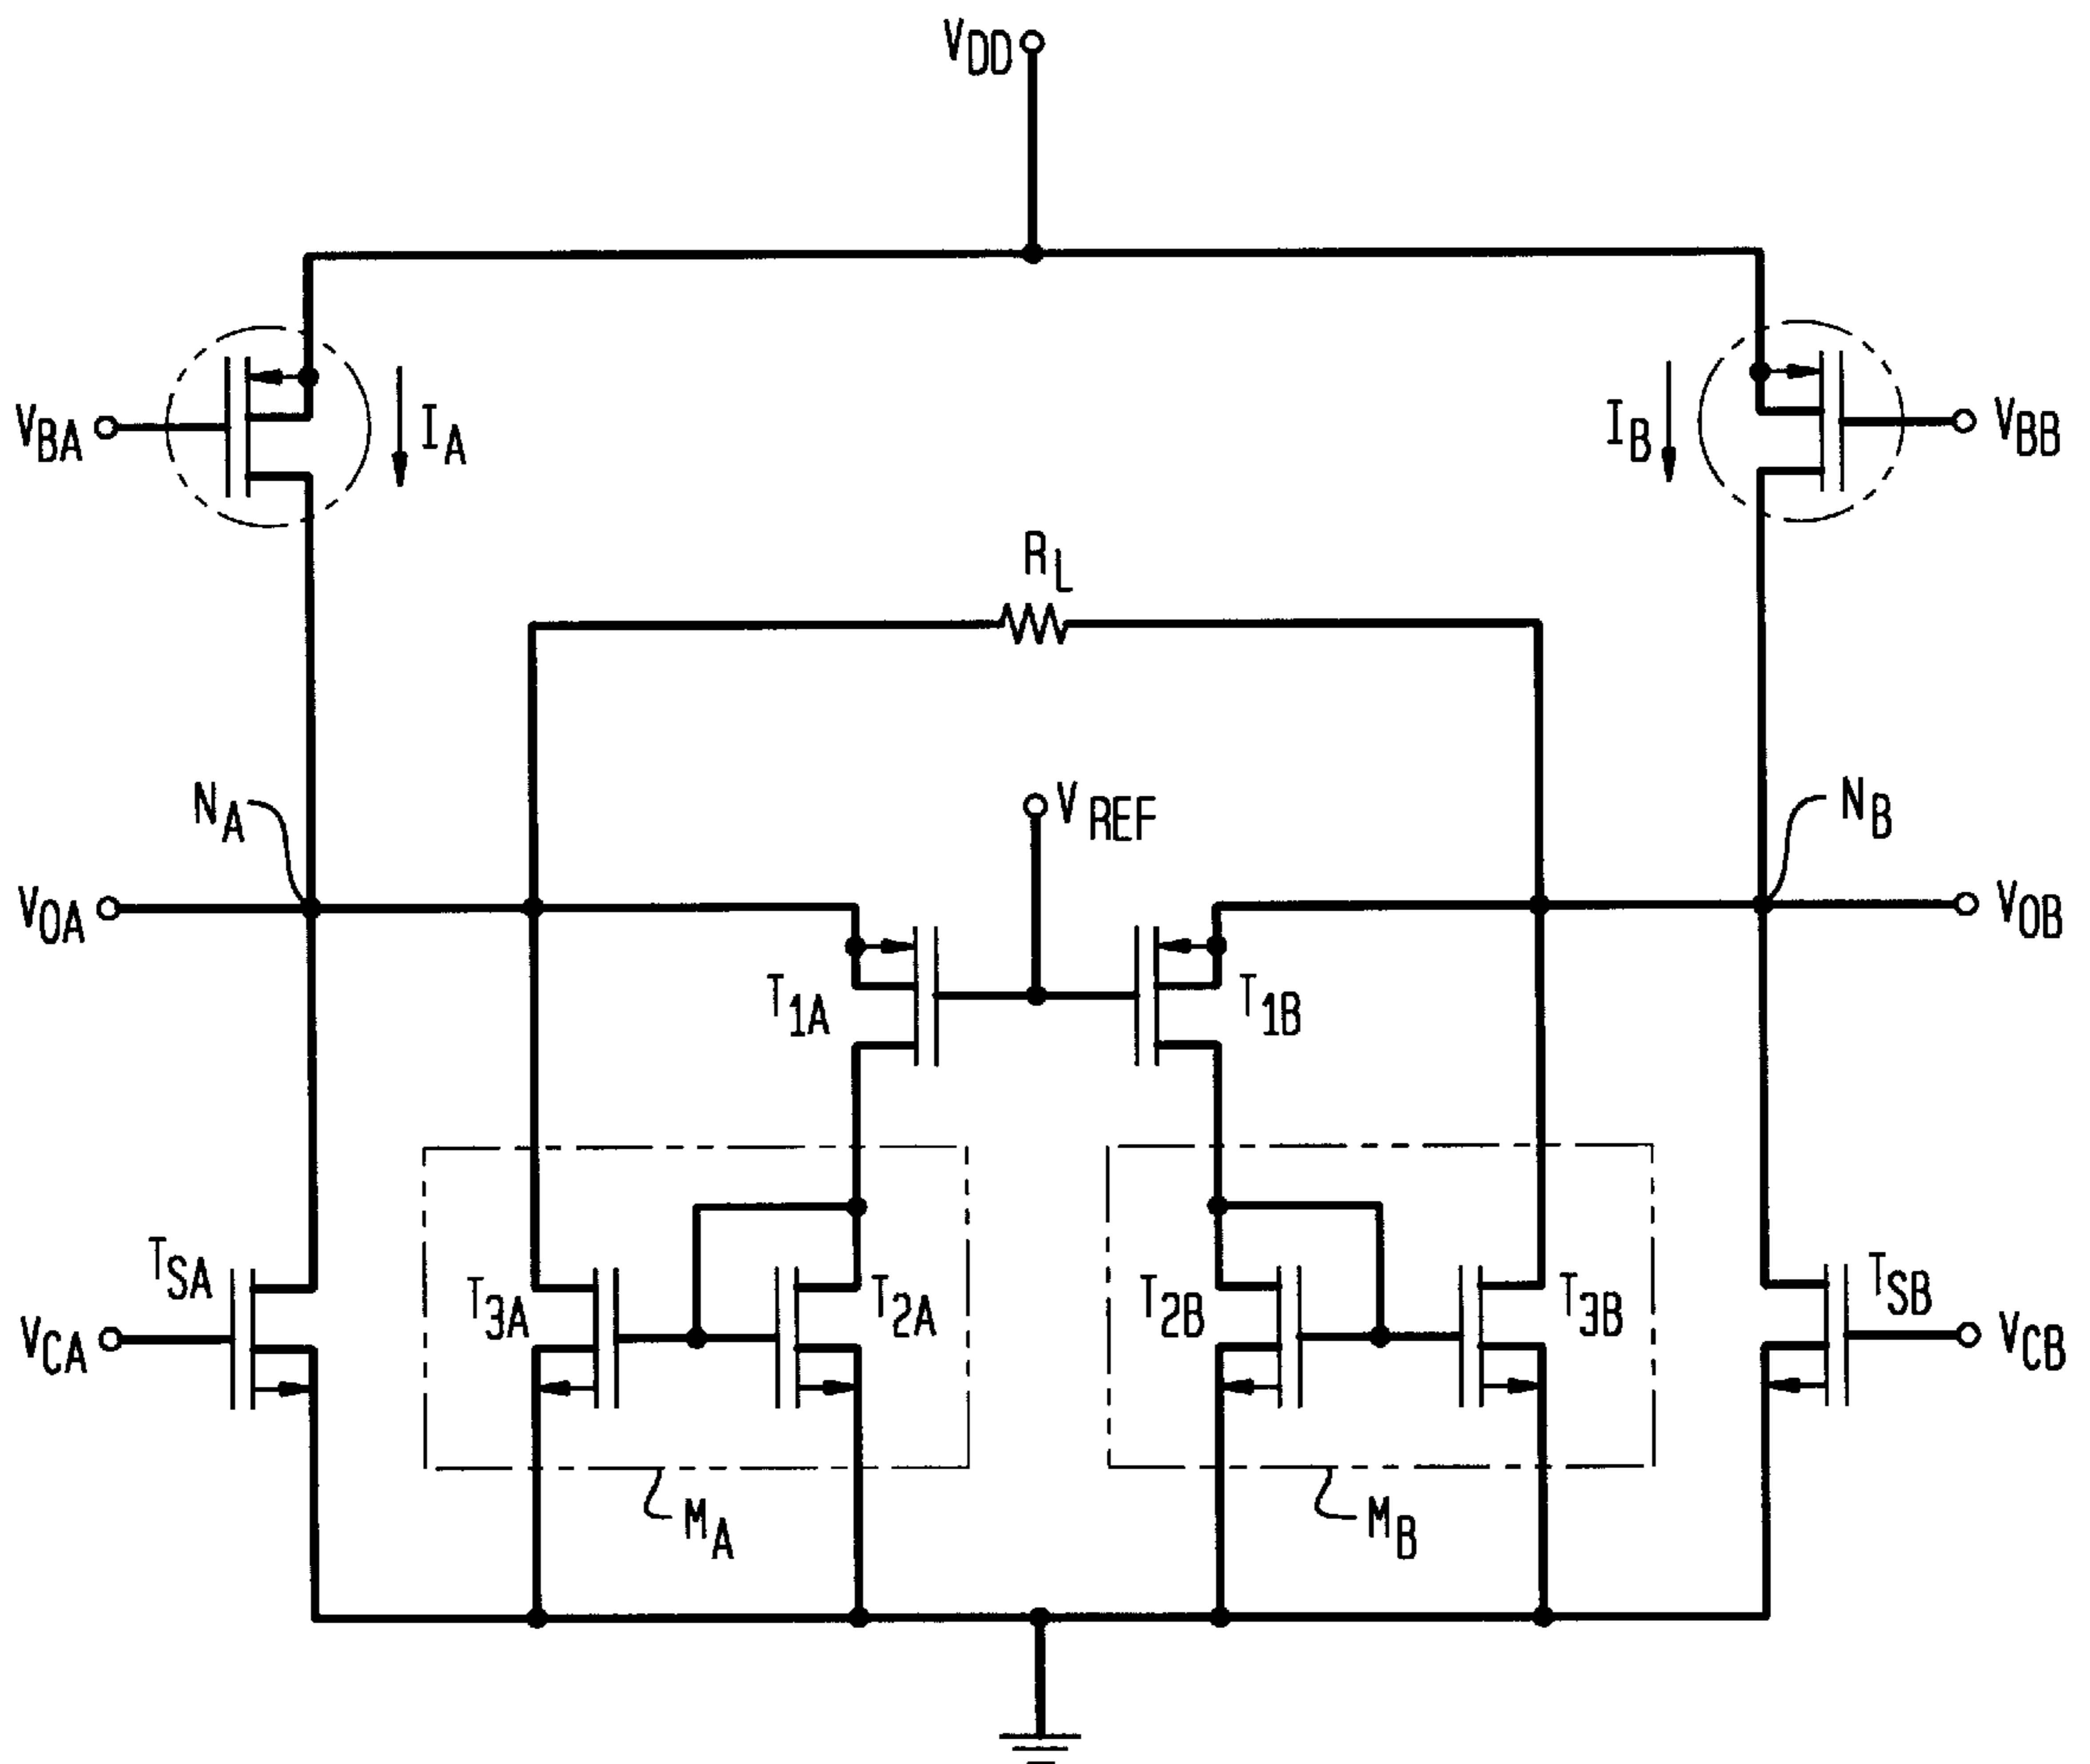 VDD
VBA
IA
IB
VBB
RL
NA
VREF
NB
VOA
VOB
T1A
T1B
TSA
T3A
T2A
T2B
T3B
TSB
VCA
VCB
MA
MB